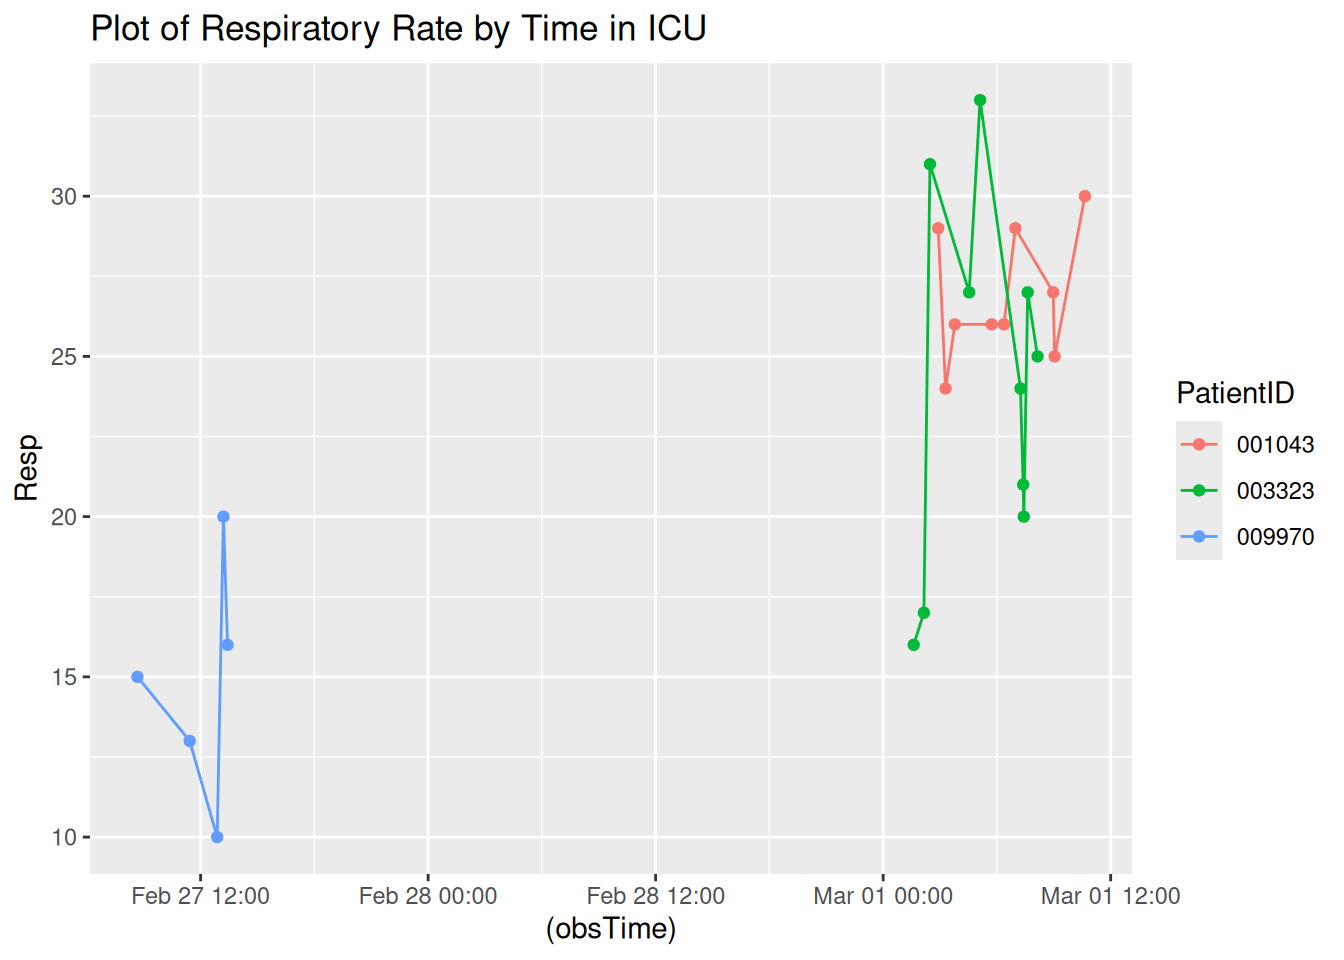 Plot of Respiratory Rate by Time in ICU
Resp
30
25
20
15
10
Feb 27 12:00
Feb 28 00:00
Feb 28 12:00
Mar 01 00:00
Mar 01 12:00
(obsTime)
PatientID
001043
003323
009970